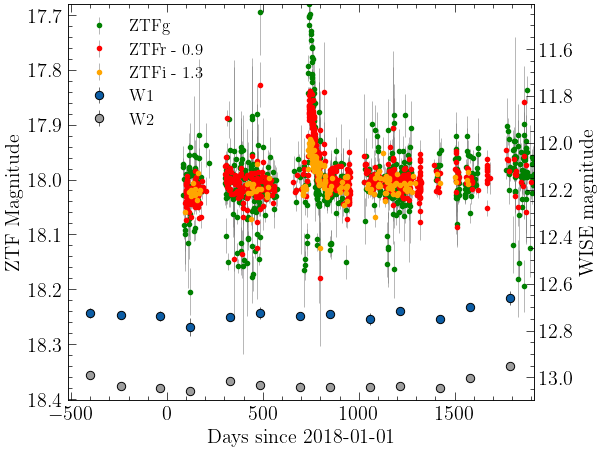 ZTFg
ZTFr - 0.9
ZTFi - 1.3
W1
W2
17.7
17.8
17.9
18.0
18.1
18.2
18.3
18.4
ZTF Magnitude
11.6
11.8
12.0
12.2
12.4
12.6
12.8
13.0
WISE magnitude
−500 0 500 1000 1500
Days since 2018-01-01